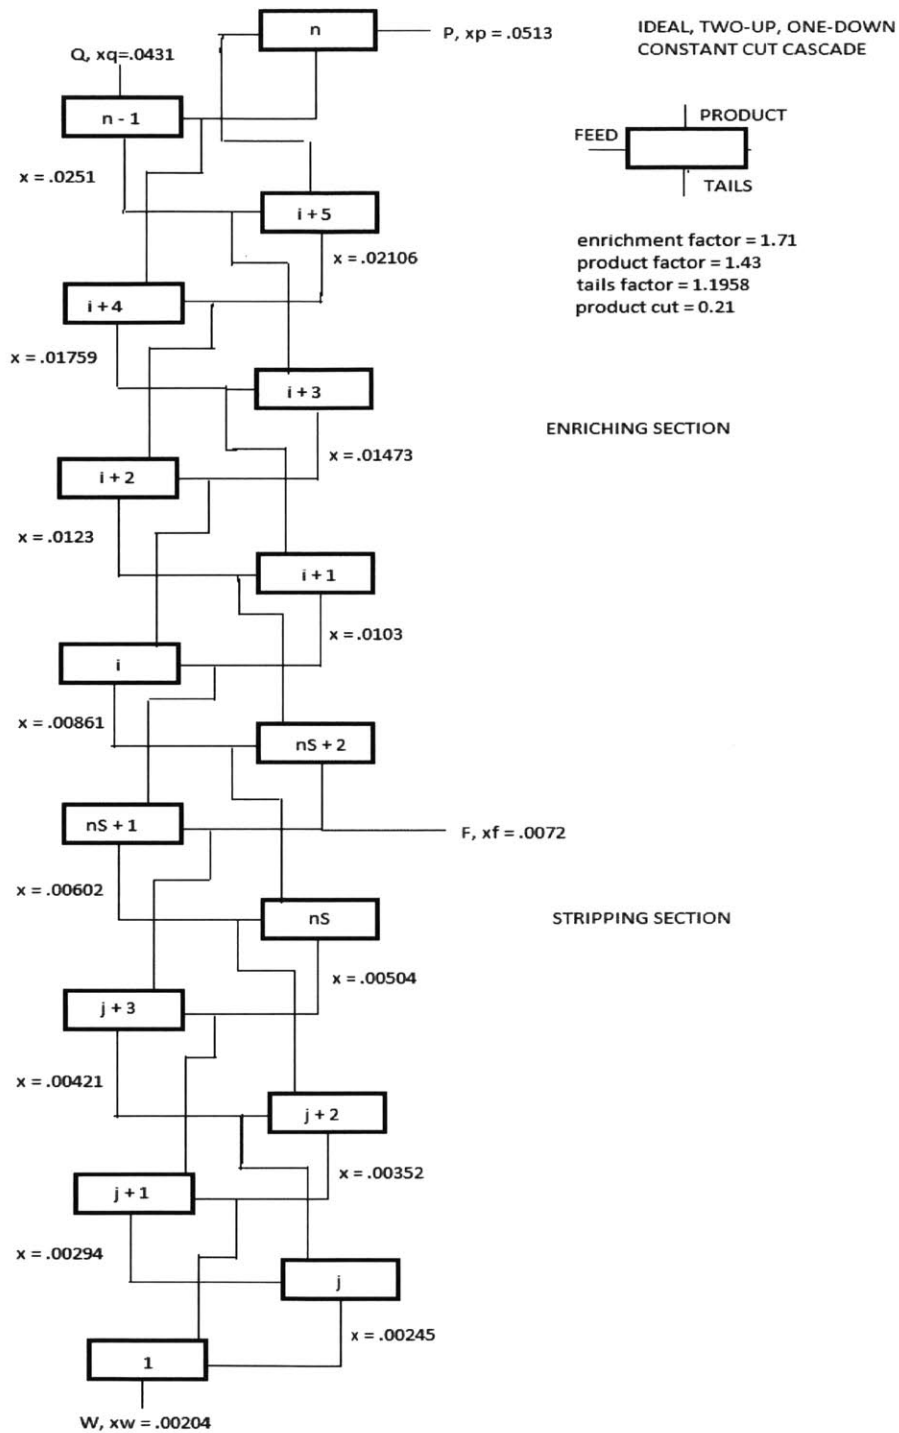 n
P, xp = .0513
IDEAL, TWO-UP, ONE-DOWN
CONSTANT CUT CASCADE
Q, xq=.0431
n - 1
PRODUCT
FEED
TAILS
x = .0251
i + 5
x = .02106
enrichment factor = 1.71
product factor = 1.43
tails factor = 1.1958
product cut = 0.21
i + 4
x = .01759
i + 3
ENRICHING SECTION
x = .01473
i + 2
x = .0123
i + 1
x = .0103
i
x = .00861
nS + 2
nS + 1
F, xf = .0072
x = .00602
nS
STRIPPING SECTION
x = .00504
j + 3
x = .00421
j + 2
x = .00352
j + 1
x = .00294
j
x = .00245
1
W, xw = .00204